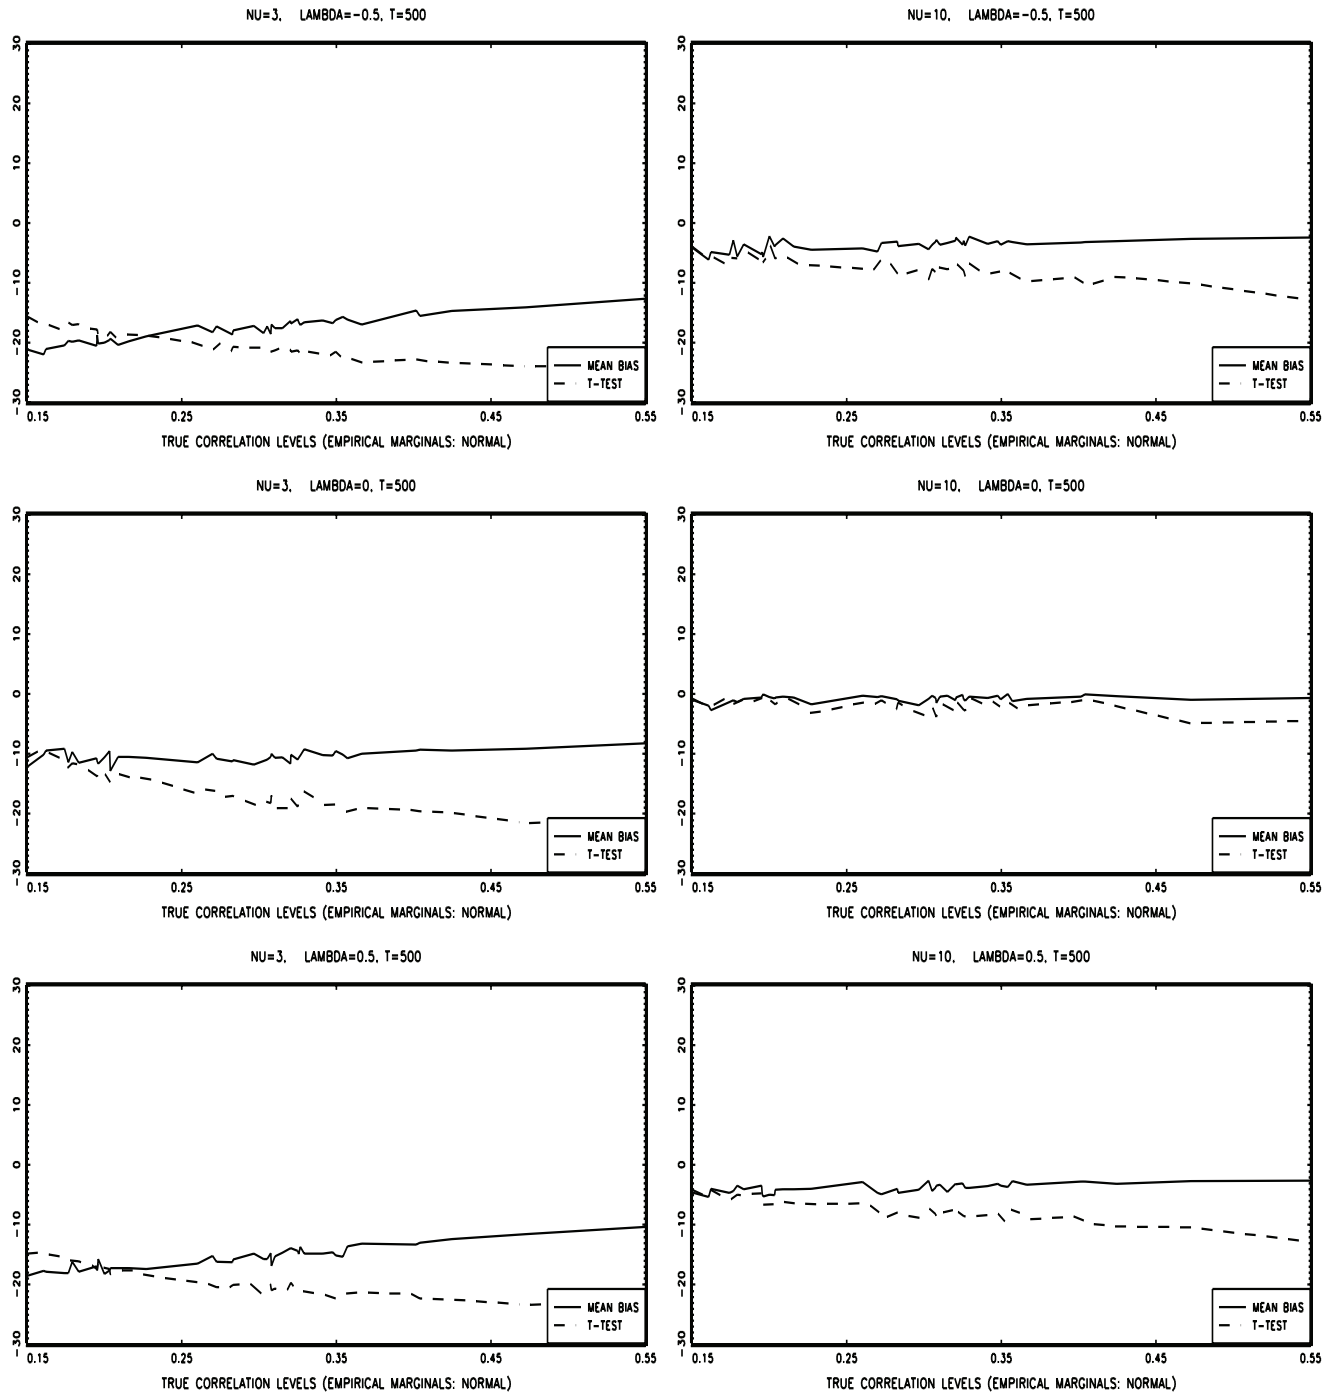 NU=3, LAMBDA=-0.5, T=500
30
20
10
0
-10
-20
-30
MEAN BIAS
T-TEST
0.15 0.25 0.35 0.45 0.55
TRUE CORRELATION LEVELS (EMPIRICAL MARGINALS: NORMAL)
NU=10, LAMBDA=-0.5, T=500
30
20
10
0
-10
-20
-30
MEAN BIAS
T-TEST
0.15 0.25 0.35 0.45 0.55
TRUE CORRELATION LEVELS (EMPIRICAL MARGINALS: NORMAL)
NU=3, LAMBDA=0, T=500
30
20
10
0
-10
-20
-30
MEAN BIAS
T-TEST
0.15 0.25 0.35 0.45 0.55
TRUE CORRELATION LEVELS (EMPIRICAL MARGINALS: NORMAL)
NU=10, LAMBDA=0, T=500
30
20
10
0
-10
-20
-30
MEAN BIAS
T-TEST
0.15 0.25 0.35 0.45 0.55
TRUE CORRELATION LEVELS (EMPIRICAL MARGINALS: NORMAL)
NU=3, LAMBDA=0.5, T=500
30
20
10
0
-10
-20
-30
MEAN BIAS
T-TEST
0.15 0.25 0.35 0.45 0.55
TRUE CORRELATION LEVELS (EMPIRICAL MARGINALS: NORMAL)
NU=10, LAMBDA=0.5, T=500
30
20
10
0
-10
-20
-30
MEAN BIAS
T-TEST
0.15 0.25 0.35 0.45 0.55
TRUE CORRELATION LEVELS (EMPIRICAL MARGINALS: NORMAL)